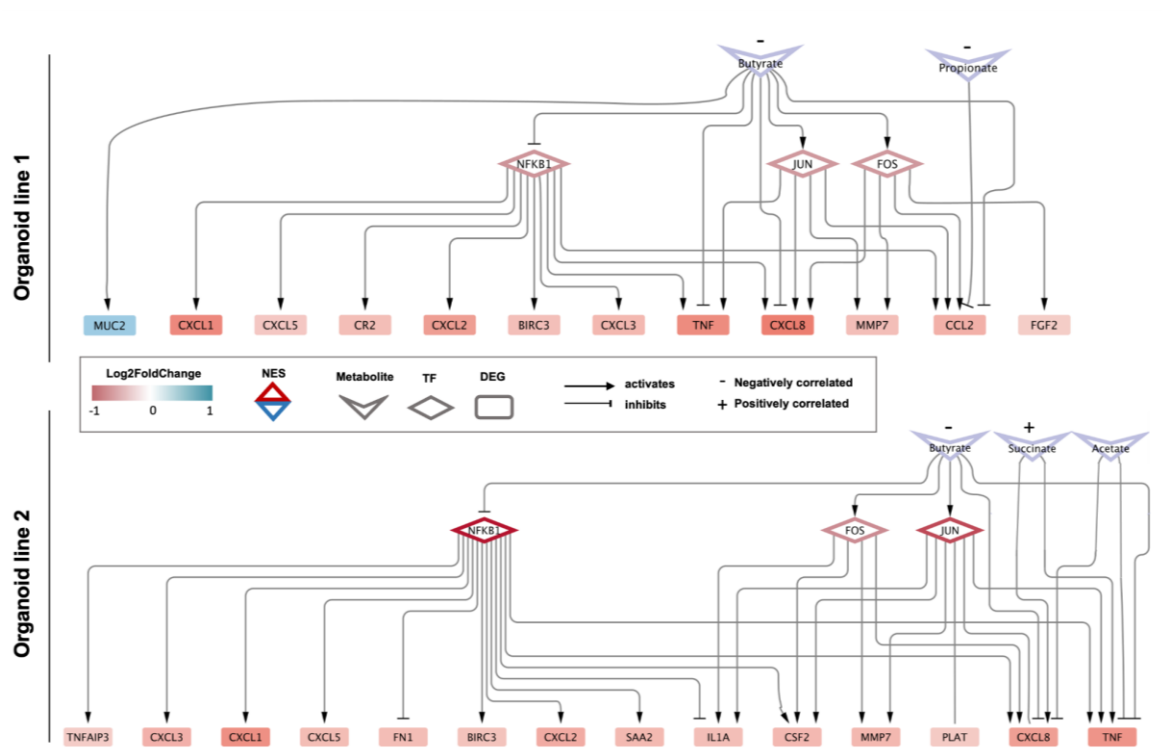 Organoid line 1
-
Butyrate
-
Propionate
NFKB1
JUN
FOS
MUC2
CXCL1
CXCL5
CR2
CXCL2
BIRC3
CXCL3
TNF
CXCL8
MMP7
CCL2
FGF2
Log2FoldChange
-1 0 1
NES
Metabolite
TF
DEG
activates
inhibits
- Negatively correlated
+ Positively correlated
Organoid line 2
-
Butyrate
+
Succinate
Acetate
NFKB1
FOS
JUN
TNFAIP3
CXCL3
CXCL1
CXCL5
FN1
BIRC3
CXCL2
SAA2
IL1A
CSF2
MMP7
PLAT
CXCL8
TNF